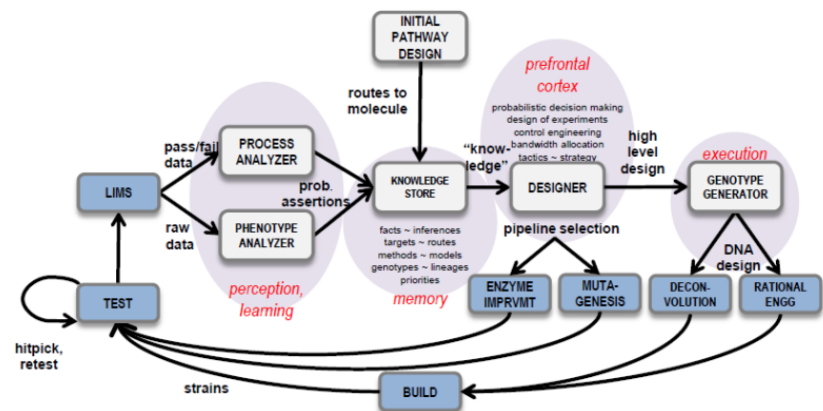 INITIAL
PATHWAY
DESIGN
routes to
molecule
prefrontal
cortex
probabilistic decision making
design of experiments
control engineering
bandwidth allocation
tactics ~ strategy
pass/fail
data
PROCESS
ANALYZER
prob.
assertions
LIMS
raw
data
PHENOTYPE
ANALYZER
perception,
learning
KNOWLEDGE
STORE
facts ~ inferences
targets ~ routes
methods ~ models
genotypes ~ lineages
priorities
memory
“know-
ledge”
DESIGNER
high
level
design
execution
GENOTYPE
GENERATOR
pipeline selection
DNA
design
ENZYME
IMPRVMT
MUTA-
GENESIS
DECON-
VOLUTION
RATIONAL
ENGG
TEST
hitpick,
retest
strains
BUILD